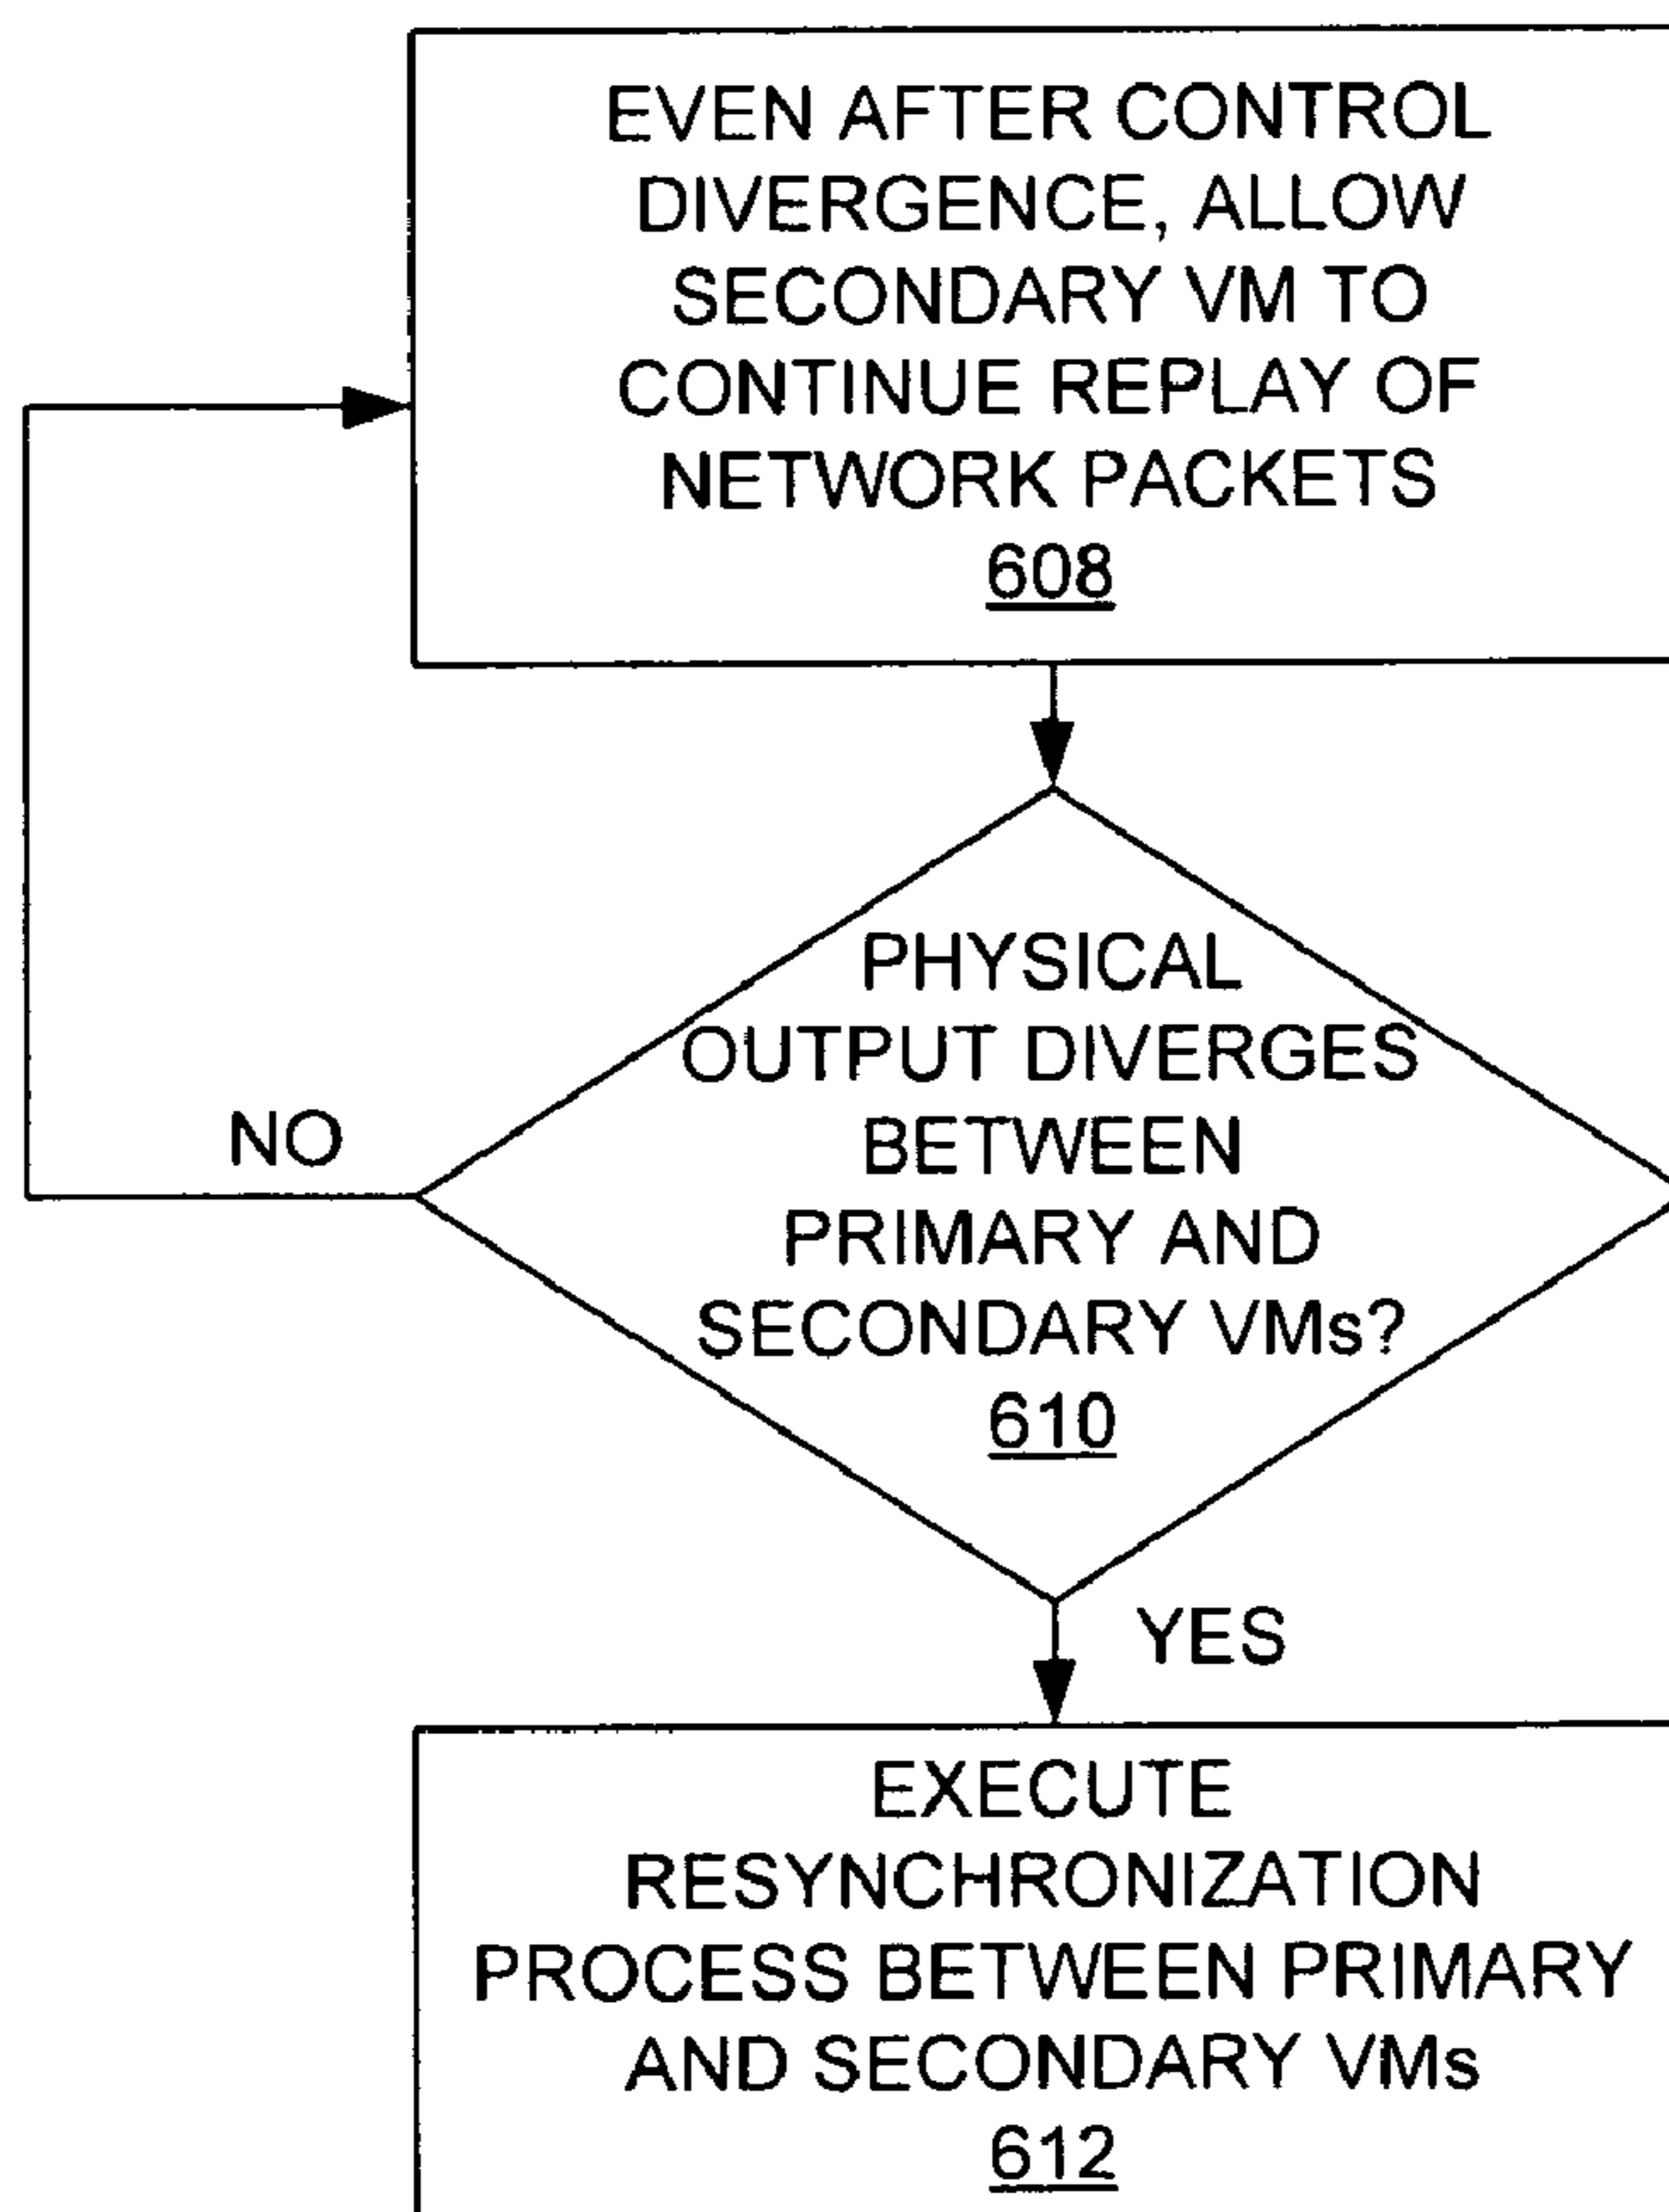 EVEN AFTER CONTROL
DIVERGENCE, ALLOW
SECONDARY VM TO
CONTINUE REPLAY OF
NETWORK PACKETS
608
PHYSICAL
OUTPUT DIVERGES
BETWEEN
PRIMARY AND
SECONDARY VMs?
610
NO
YES
EXECUTE
RESYNCHRONIZATION
PROCESS BETWEEN PRIMARY
AND SECONDARY VMs
612